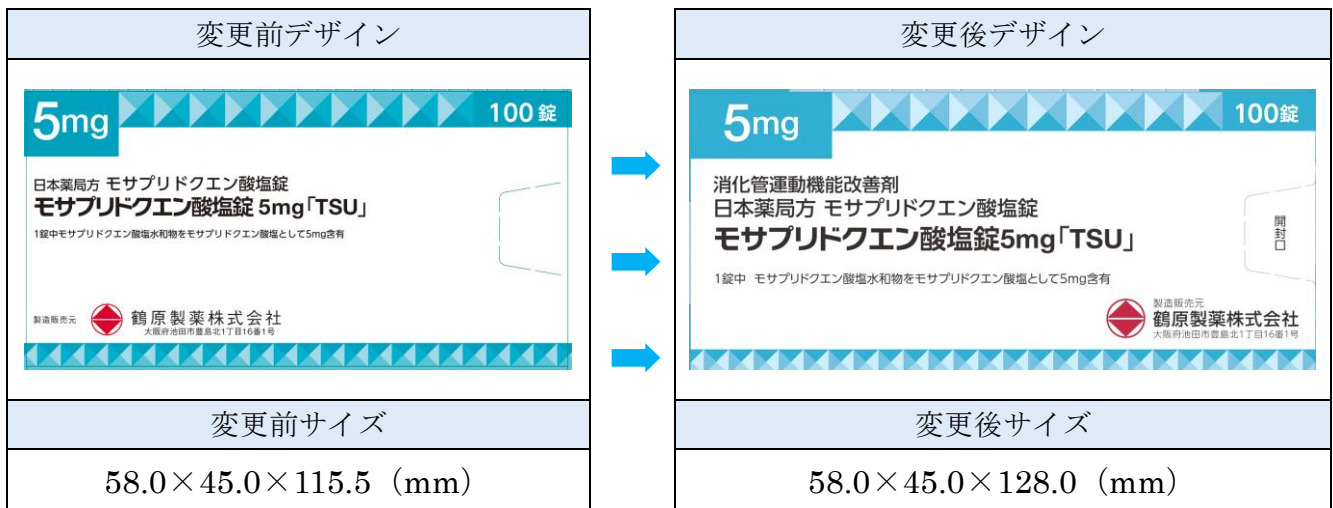 変更前デザイン
5mg
100錠
日本薬局方 モサプリドクエン酸塩錠
モサプリドクエン酸塩錠 5mg「TSU」
1錠中モサプリドクエン酸塩水和物をモサプリドクエン酸塩として5mg含有
製造販売元 鶴原製薬株式会社
大阪府池田市豊島北1丁目16番1号
変更前サイズ
58.0×45.0×115.5（mm）
変更後デザイン
5mg
100錠
消化管運動機能改善剤
日本薬局方 モサプリドクエン酸塩錠
モサプリドクエン酸塩錠5mg「TSU」
開封口
1錠中 モサプリドクエン酸塩水和物をモサプリドクエン酸塩として5mg含有
製造販売元
鶴原製薬株式会社
大阪府池田市豊島北1丁目16番1号
変更後サイズ
58.0×45.0×128.0（mm）